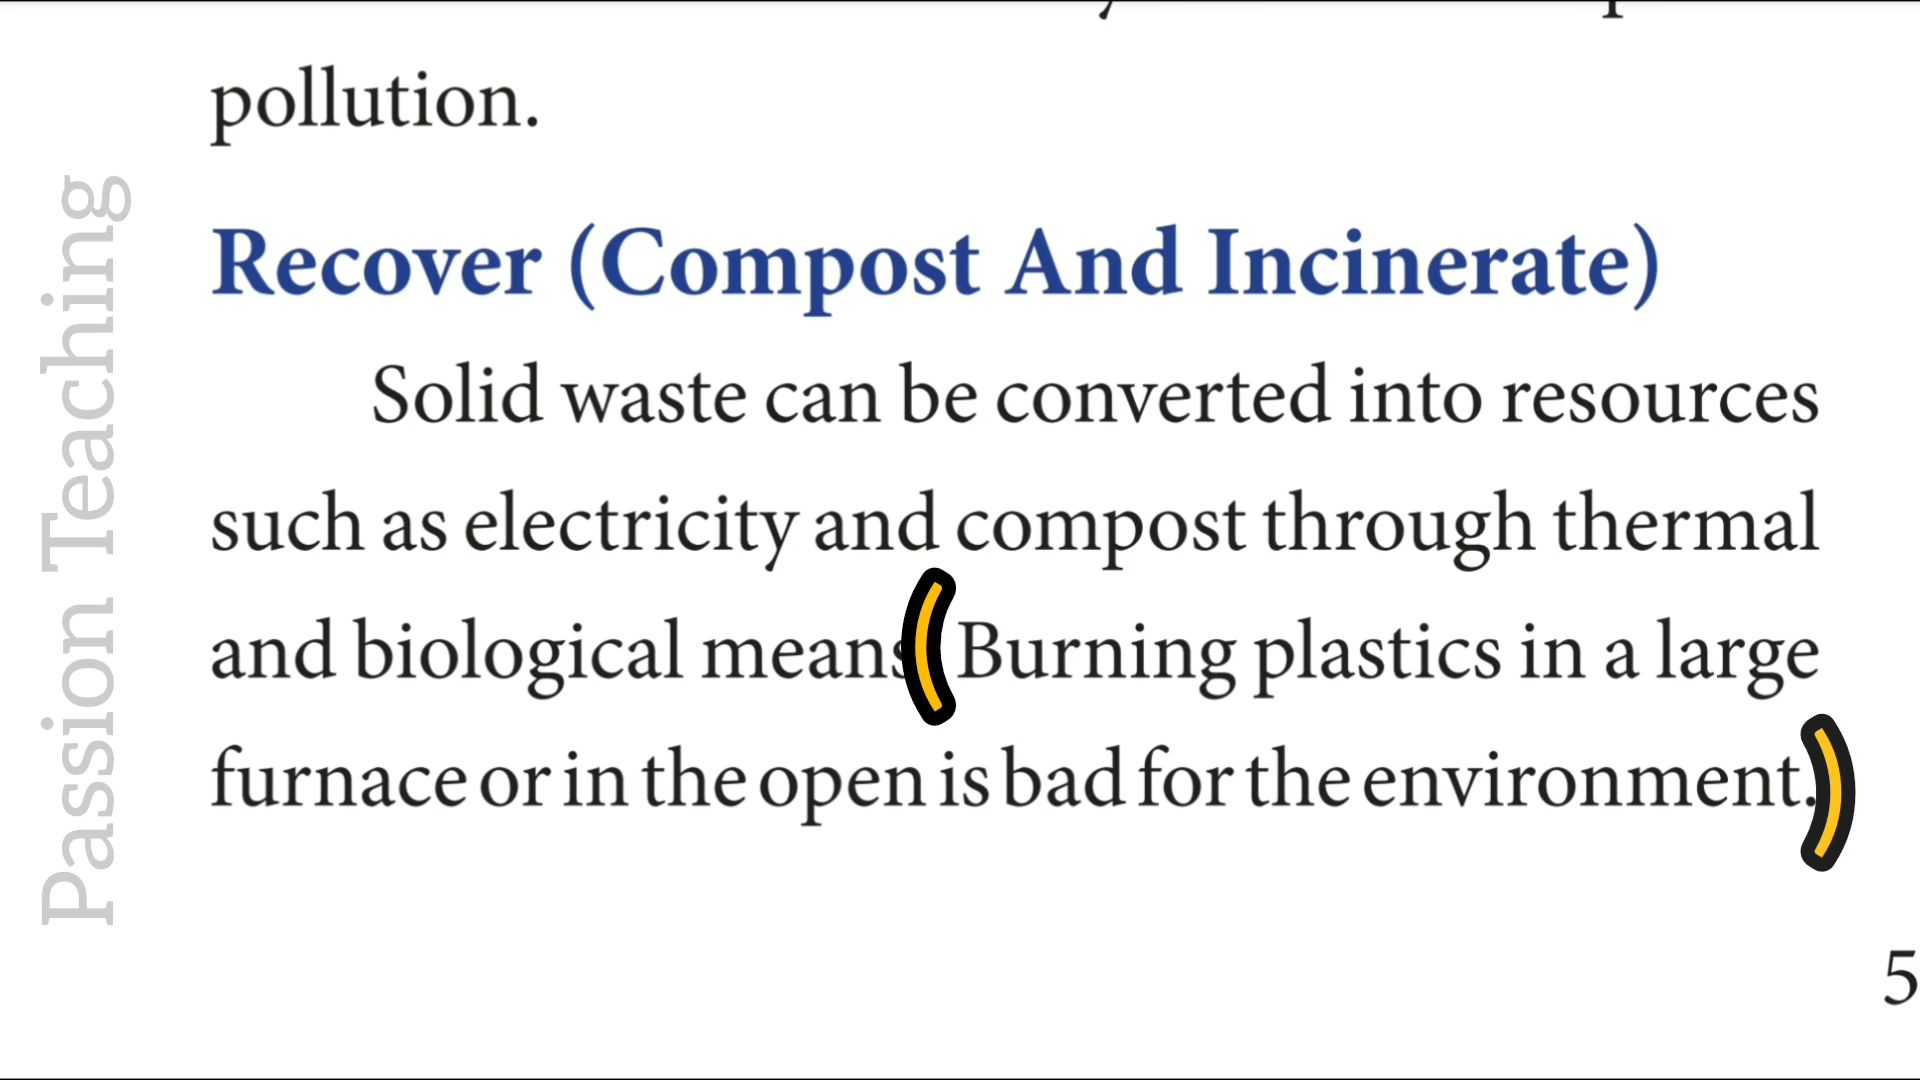 pollution.
Recover (Compost And Incinerate)
Solid waste can be converted into resources
such as electricity and compost through thermal
and biological means (Burning plastics in a large
furnace or in the open is bad for the environment.)
5
Passion Teaching